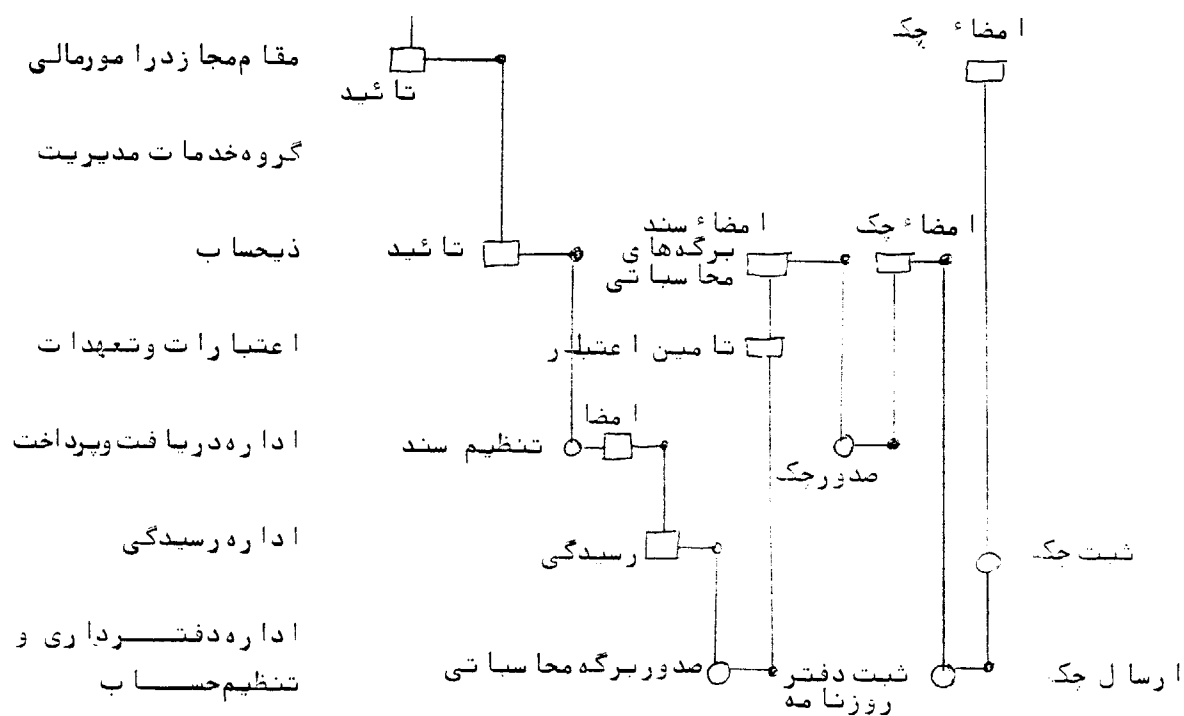 امضاء چک
مقام مجاز در امور مالی
تائید
گروه خدمات مدیریت
امضاء سند
برگه‌های
محاسباتی
امضاء چک
ذیحساب
تائید
اعتبارات و تعهدات
تامین اعتبار
امضا
اداره دریافت و پرداخت
تنظیم سند
صدور چک
اداره رسیدگی
رسیدگی
ثبت چک
اداره دفتــــرداری و
تنظیم حســــاب
صدور برگه محاسباتی
ثبت دفتر
روزنامه
ارسال چک